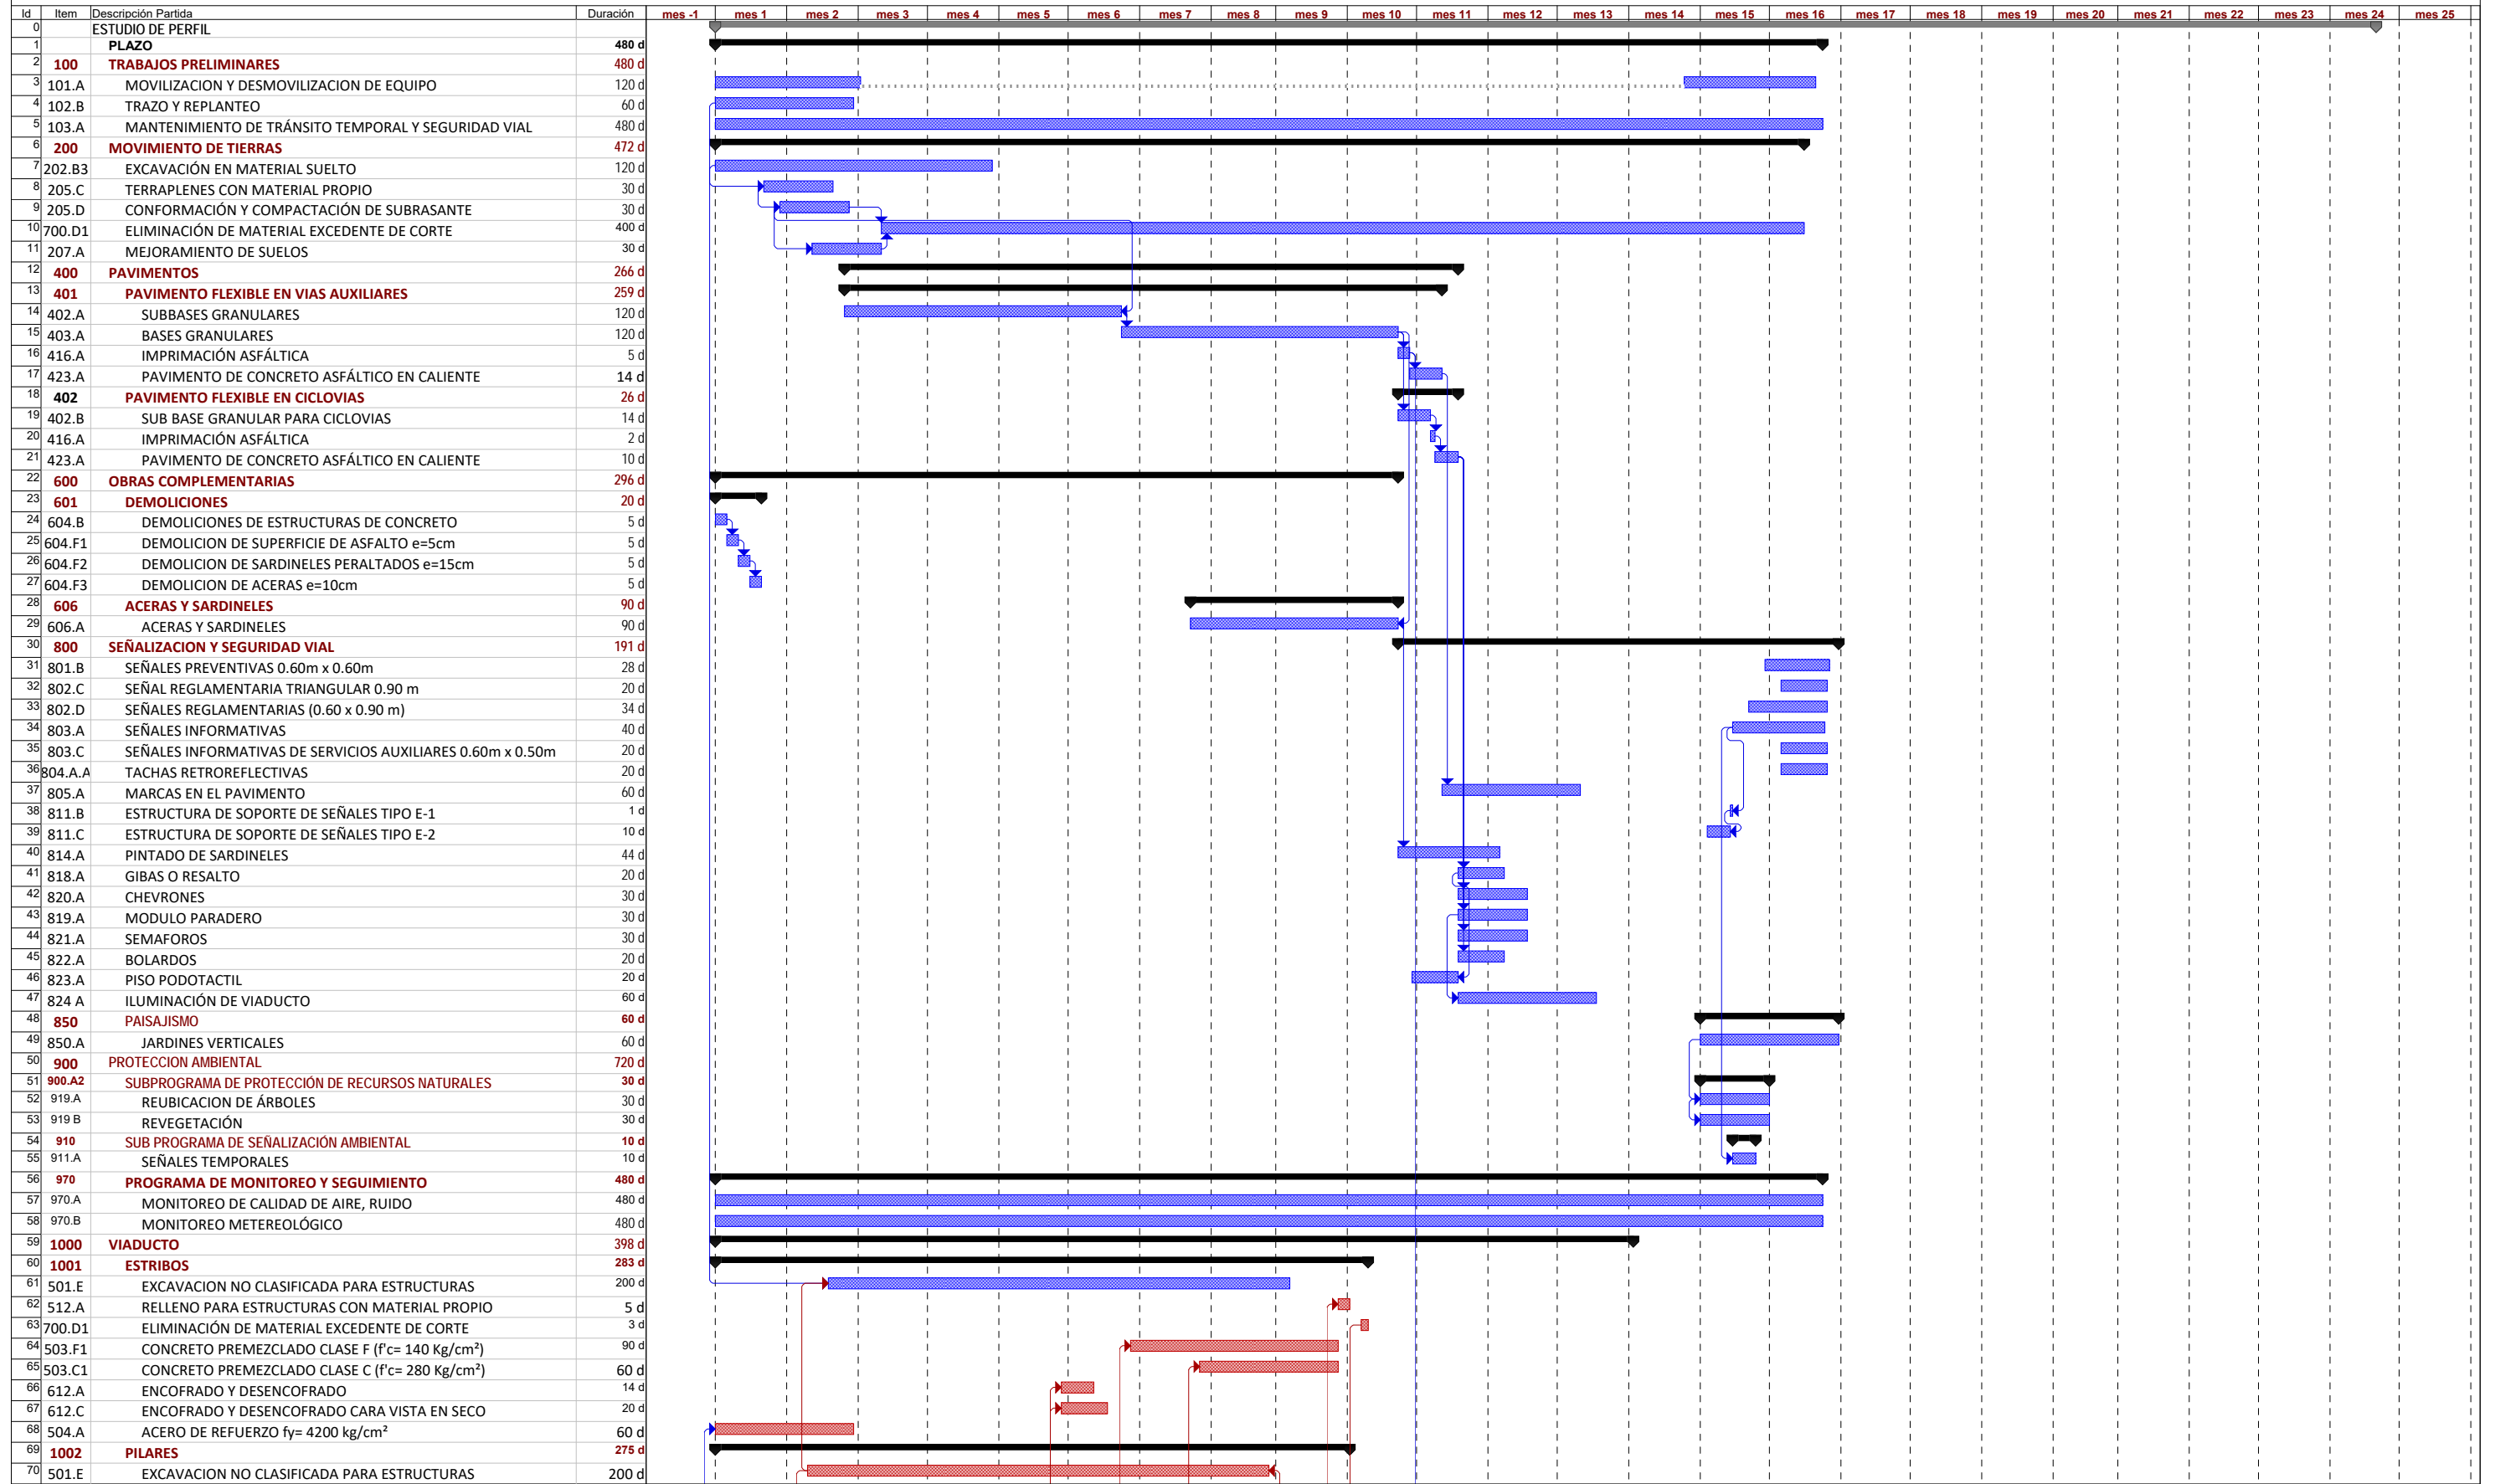 Id Item Descripción Partida Duración mes -1 mes 1 mes 2 mes 3 mes 4 mes 5 mes 6 mes 7 mes 8 mes 9 mes 10 mes 11 mes 12 mes 13 mes 14 mes 15 mes 16 mes 17 mes 18 mes 19 mes 20 mes 21 mes 22 mes 23 mes 24 mes 25
0 ESTUDIO DE PERFIL
1 PLAZO 480 d
2 100 TRABAJOS PRELIMINARES 480 d
3 101.A MOVILIZACION Y DESMOVILIZACION DE EQUIPO 120 d
4 102.B TRAZO Y REPLANTEO 60 d
5 103.A MANTENIMIENTO DE TRÁNSITO TEMPORAL Y SEGURIDAD VIAL 480 d
6 200 MOVIMIENTO DE TIERRAS 472 d
7 202.B3 EXCAVACIÓN EN MATERIAL SUELTO 120 d
8 205.C TERRAPLENES CON MATERIAL PROPIO 30 d
9 205.D CONFORMACIÓN Y COMPACTACIÓN DE SUBRASANTE 30 d
10 700.D1 ELIMINACIÓN DE MATERIAL EXCEDENTE DE CORTE 400 d
11 207.A MEJORAMIENTO DE SUELOS 30 d
12 400 PAVIMENTOS 266 d
13 401 PAVIMENTO FLEXIBLE EN VIAS AUXILIARES 259 d
14 402.A SUBBASES GRANULARES 120 d
15 403.A BASES GRANULARES 120 d
16 416.A IMPRIMACIÓN ASFÁLTICA 5 d
17 423.A PAVIMENTO DE CONCRETO ASFÁLTICO EN CALIENTE 14 d
18 402 PAVIMENTO FLEXIBLE EN CICLOVIAS 26 d
19 402.B SUB BASE GRANULAR PARA CICLOVIAS 14 d
20 416.A IMPRIMACIÓN ASFÁLTICA 2 d
21 423.A PAVIMENTO DE CONCRETO ASFÁLTICO EN CALIENTE 10 d
22 600 OBRAS COMPLEMENTARIAS 296 d
23 601 DEMOLICIONES 20 d
24 604.B DEMOLICIONES DE ESTRUCTURAS DE CONCRETO 5 d
25 604.F1 DEMOLICION DE SUPERFICIE DE ASFALTO e=5cm 5 d
26 604.F2 DEMOLICION DE SARDINELES PERALTADOS e=15cm 5 d
27 604.F3 DEMOLICION DE ACERAS e=10cm 5 d
28 606 ACERAS Y SARDINELES 90 d
29 606.A ACERAS Y SARDINELES 90 d
30 800 SEÑALIZACION Y SEGURIDAD VIAL 191 d
31 801.B SEÑALES PREVENTIVAS 0.60m x 0.60m 28 d
32 802.C SEÑAL REGLAMENTARIA TRIANGULAR 0.90 m 20 d
33 802.D SEÑALES REGLAMENTARIAS (0.60 x 0.90 m) 34 d
34 803.A SEÑALES INFORMATIVAS 40 d
35 803.C SEÑALES INFORMATIVAS DE SERVICIOS AUXILIARES 0.60m x 0.50m 20 d
36 804.A.A TACHAS RETROREFLECTIVAS 20 d
37 805.A MARCAS EN EL PAVIMENTO 60 d
38 811.B ESTRUCTURA DE SOPORTE DE SEÑALES TIPO E-1 1 d
39 811.C ESTRUCTURA DE SOPORTE DE SEÑALES TIPO E-2 10 d
40 814.A PINTADO DE SARDINELES 44 d
41 818.A GIBAS O RESALTO 20 d
42 820.A CHEVRONES 30 d
43 819.A MODULO PARADERO 30 d
44 821.A SEMAFOROS 30 d
45 822.A BOLARDOS 20 d
46 823.A PISO PODOTACTIL 20 d
47 824 A ILUMINACIÓN DE VIADUCTO 60 d
48 850 PAISAJISMO 60 d
49 850.A JARDINES VERTICALES 60 d
50 900 PROTECCION AMBIENTAL 720 d
51 900.A2 SUBPROGRAMA DE PROTECCIÓN DE RECURSOS NATURALES 30 d
52 919.A REUBICACION DE ÁRBOLES 30 d
53 919 B REVEGETACIÓN 30 d
54 910 SUB PROGRAMA DE SEÑALIZACIÓN AMBIENTAL 10 d
55 911.A SEÑALES TEMPORALES 10 d
56 970 PROGRAMA DE MONITOREO Y SEGUIMIENTO 480 d
57 970.A MONITOREO DE CALIDAD DE AIRE, RUIDO 480 d
58 970.B MONITOREO METEREOLÓGICO 480 d
59 1000 VIADUCTO 398 d
60 1001 ESTRIBOS 283 d
61 501.E EXCAVACION NO CLASIFICADA PARA ESTRUCTURAS 200 d
62 512.A RELLENO PARA ESTRUCTURAS CON MATERIAL PROPIO 5 d
63 700.D1 ELIMINACIÓN DE MATERIAL EXCEDENTE DE CORTE 3 d
64 503.F1 CONCRETO PREMEZCLADO CLASE F (f'c= 140 Kg/cm²) 90 d
65 503.C1 CONCRETO PREMEZCLADO CLASE C (f'c= 280 Kg/cm²) 60 d
66 612.A ENCOFRADO Y DESENCOFRADO 14 d
67 612.C ENCOFRADO Y DESENCOFRADO CARA VISTA EN SECO 20 d
68 504.A ACERO DE REFUERZO fy= 4200 kg/cm² 60 d
69 1002 PILARES 275 d
70 501.E EXCAVACION NO CLASIFICADA PARA ESTRUCTURAS 200 d